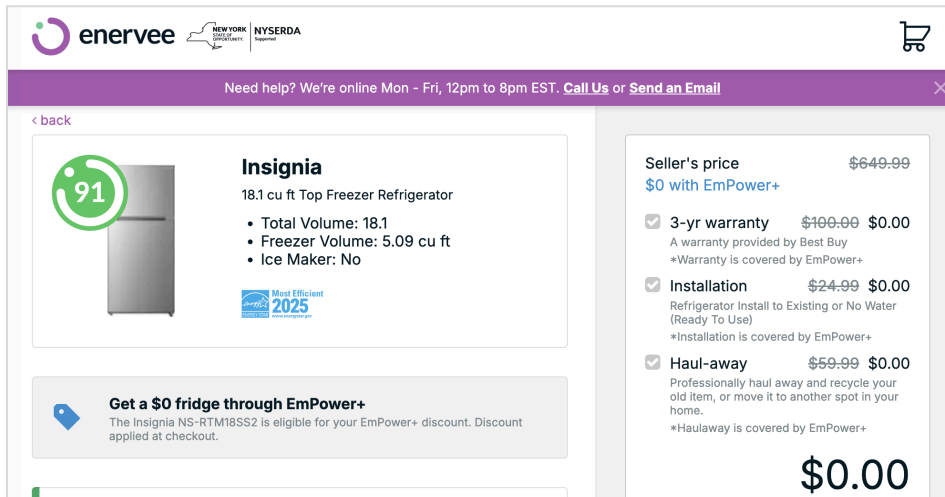 enervee
NEW YORK
STATE OF
OPPORTUNITY.
NYSERDA
Supported
Need help? We're online Mon - Fri, 12pm to 8pm EST. Call Us or Send an Email
< back
91
Insignia
18.1 cu ft Top Freezer Refrigerator
• Total Volume: 18.1
• Freezer Volume: 5.09 cu ft
• Ice Maker: No
Most Efficient
2025
ENERGY STAR
www.energystar.gov
Get a $0 fridge through EmPower+
The Insignia NS-RTM18SS2 is eligible for your EmPower+ discount. Discount
applied at checkout.
Seller's price $649.99
$0 with EmPower+
3-yr warranty $100.00 $0.00
A warranty provided by Best Buy
*Warranty is covered by EmPower+
Installation $24.99 $0.00
Refrigerator Install to Existing or No Water
(Ready To Use)
*Installation is covered by EmPower+
Haul-away $59.99 $0.00
Professionally haul away and recycle your
old item, or move it to another spot in your
home.
*Haulaway is covered by EmPower+
$0.00